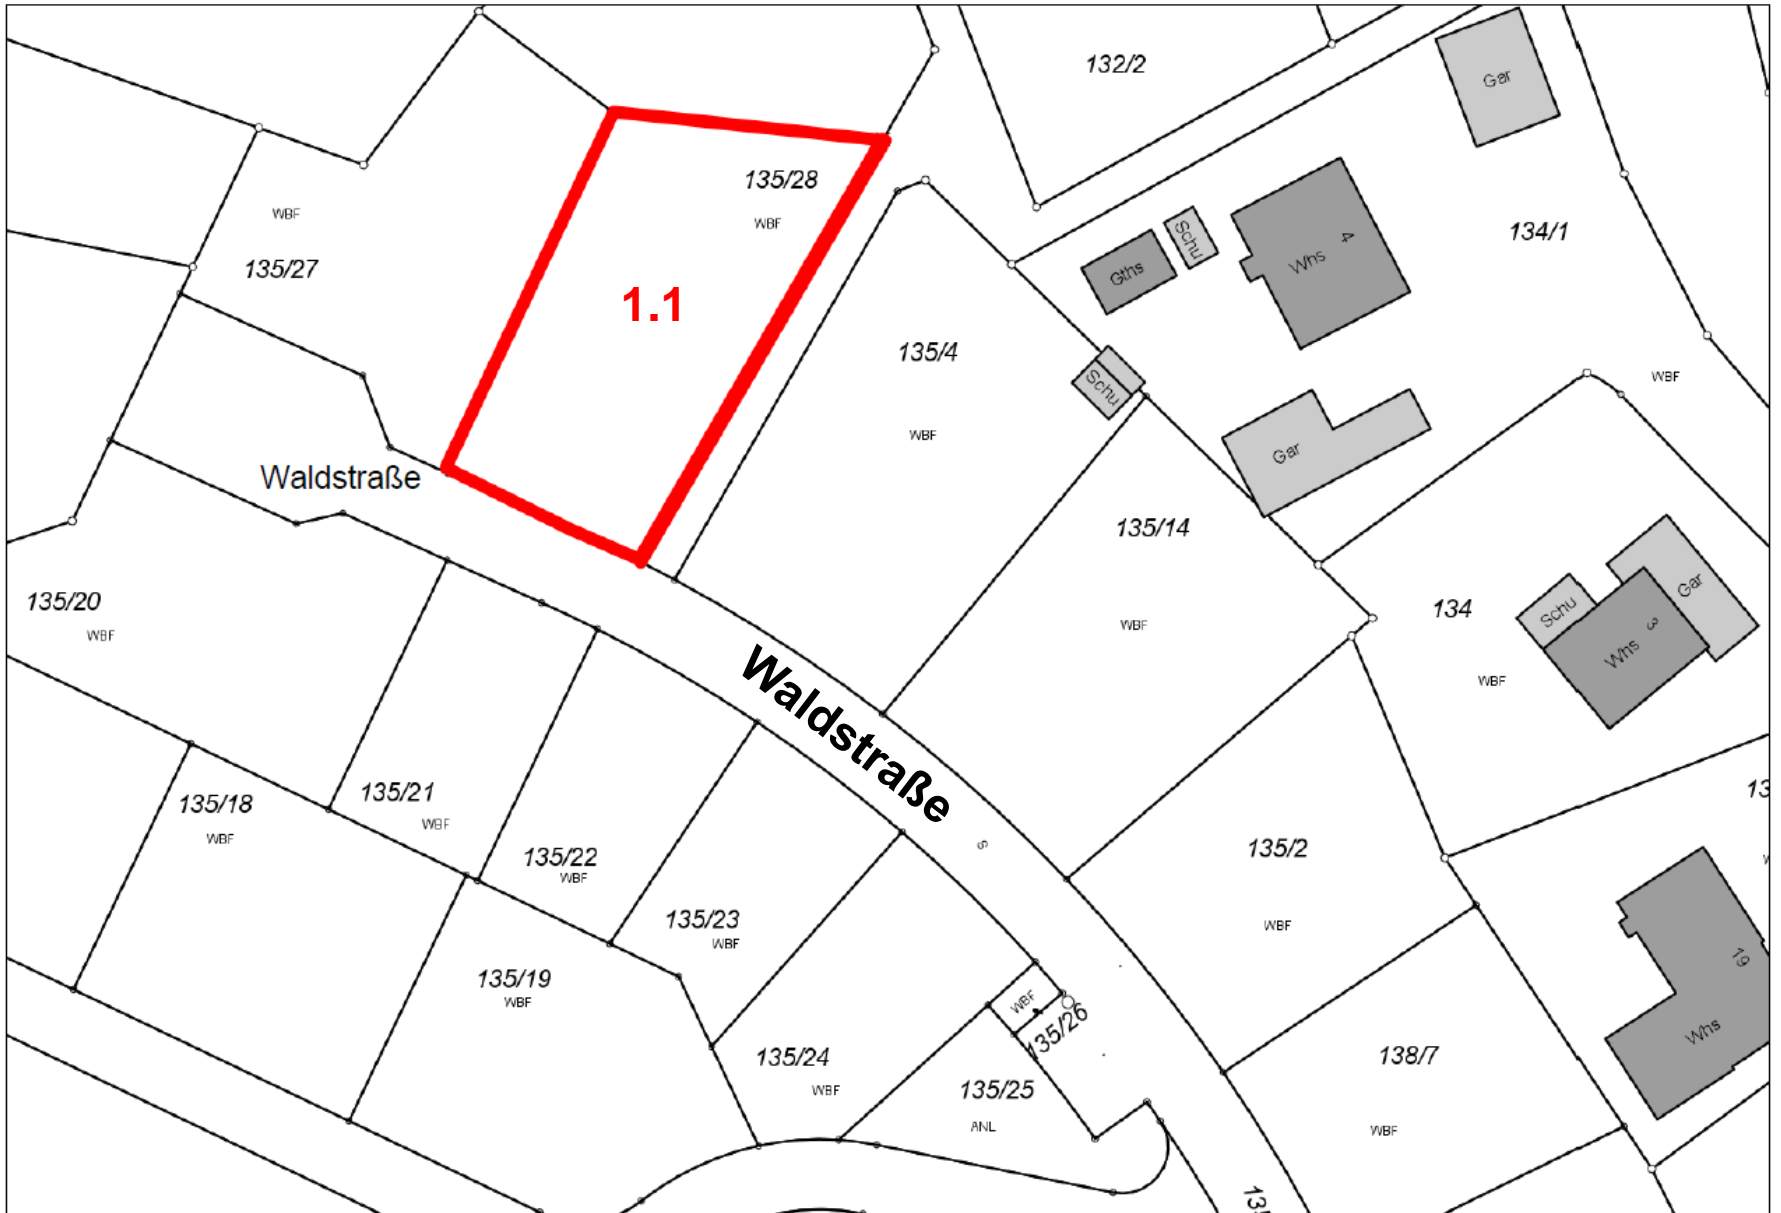 132/2
Gar
135/28
WBF
WBF
135/27
Schu
134/1
Whs
4
Gths
1.1
135/4
WBF
Schu
WBF
Gar
Waldstraße
135/14
WBF
135/20
WBF
134
WBF
Schu
Gar
Whs
3
Waldstraße
S
135/18
WBF
135/21
WBF
135/22
WBF
135/2
WBF
135/23
WBF
135/19
WBF
19
Whs
WBF
135/26
135/24
WBF
135/25
ANL
138/7
WBF